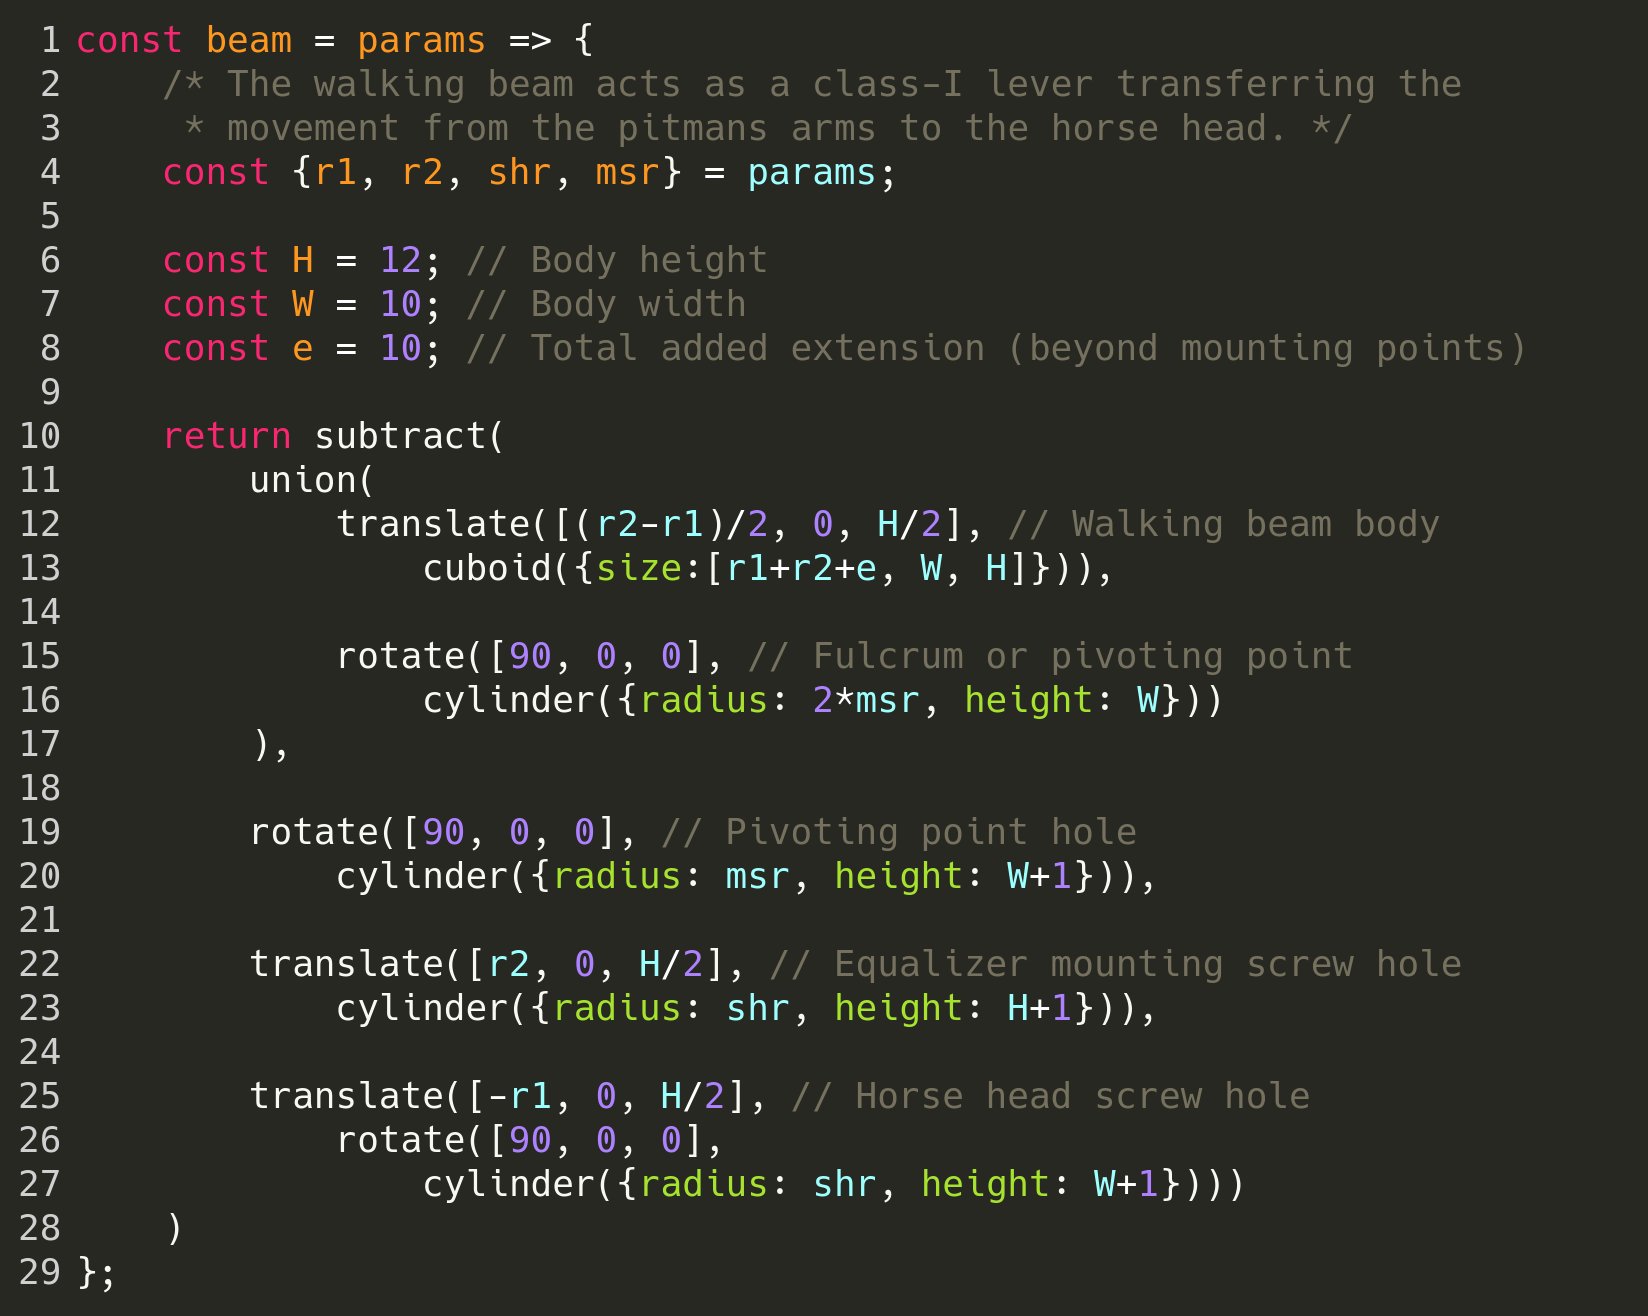 1 const beam = params => {
2     /* The walking beam acts as a class-I lever transferring the
3      * movement from the pitmans arms to the horse head. */
4     const {r1, r2, shr, msr} = params;
5
6     const H = 12; // Body height
7     const W = 10; // Body width
8     const e = 10; // Total added extension (beyond mounting points)
9
10     return subtract(
11         union(
12             translate([(r2-r1)/2, 0, H/2], // Walking beam body
13                 cuboid({size:[r1+r2+e, W, H]})),
14
15             rotate([90, 0, 0], // Fulcrum or pivoting point
16                 cylinder({radius: 2*msr, height: W}))
17         ),
18
19         rotate([90, 0, 0], // Pivoting point hole
20             cylinder({radius: msr, height: W+1})),
21
22         translate([r2, 0, H/2], // Equalizer mounting screw hole
23             cylinder({radius: shr, height: H+1})),
24
25         translate([-r1, 0, H/2], // Horse head screw hole
26             rotate([90, 0, 0],
27                 cylinder({radius: shr, height: W+1})))
28     )
29 };